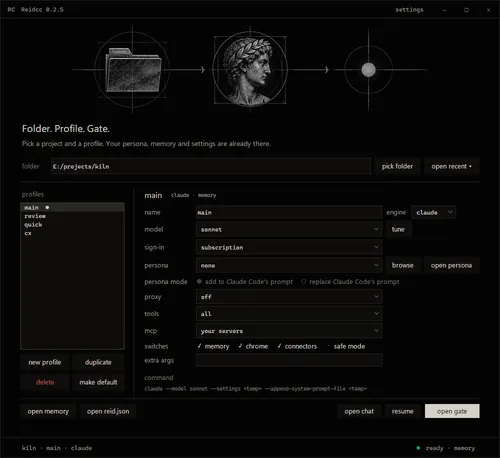 RC Reidcc 0.2.5 settings
Folder. Profile. Gate.
Pick a project and a profile. Your persona, memory and settings are already there.
folder E:/projects/kiln pick folder open recent
profiles
main
review
quick
cx
new profile duplicate
delete make default
main claude · memory
name main engine claude
model sonnet tune
sign-in subscription
persona none browse open persona
persona mode add to Claude Code's prompt replace Claude Code's prompt
proxy off
tools all
mcp your servers
switches ✓ memory ✓ chrome ✓ connectors safe mode
extra args
command
claude --model sonnet --settings <temp> --append-system-prompt-file <temp>
open memory open reid.json open chat resume open gate
kiln · main · claude ready · memory